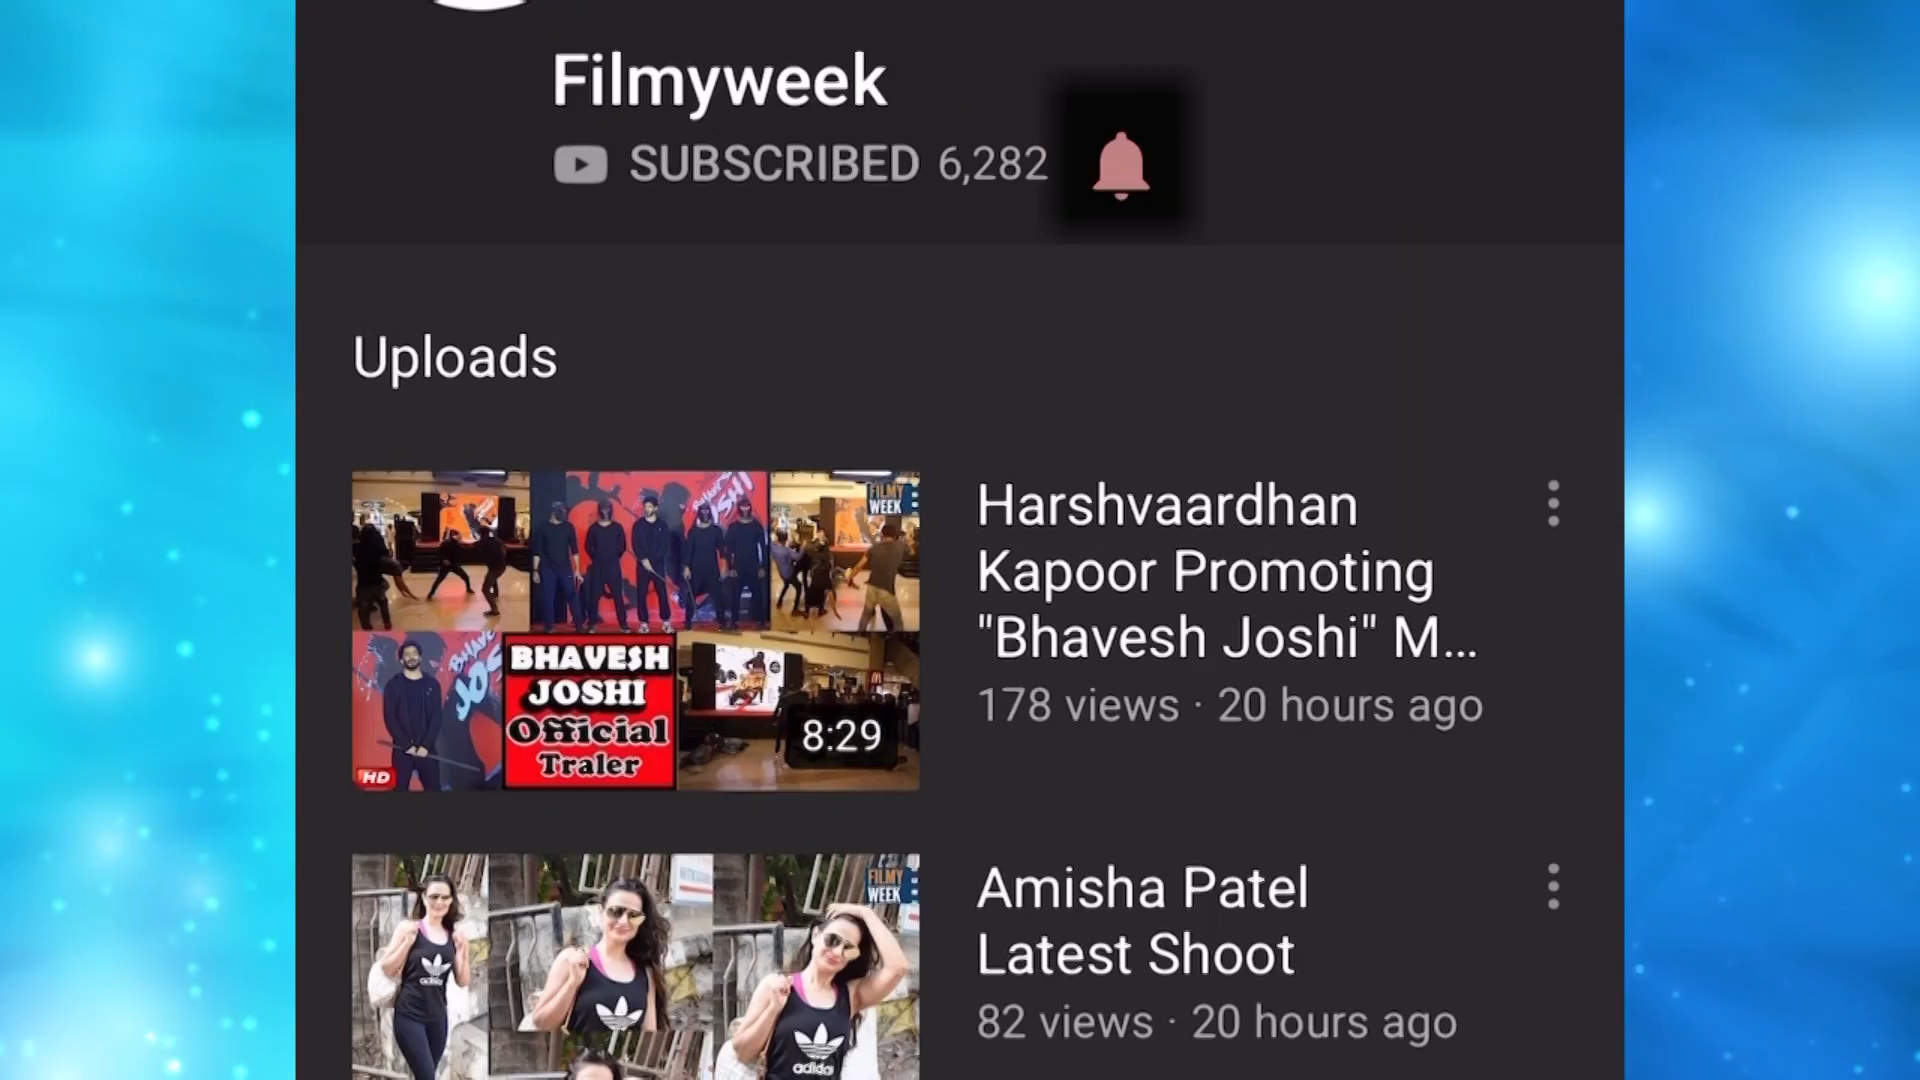 Filmyweek
SUBSCRIBED 6,282
Uploads
FILMY
WEEK
BHAVESH
JOSHI
Official
Traler
8:29
HD
Harshvaardhan
Kapoor Promoting
"Bhavesh Joshi" M...
178 views · 20 hours ago
FILMY
WEEK
adidas
Amisha Patel
Latest Shoot
82 views · 20 hours ago